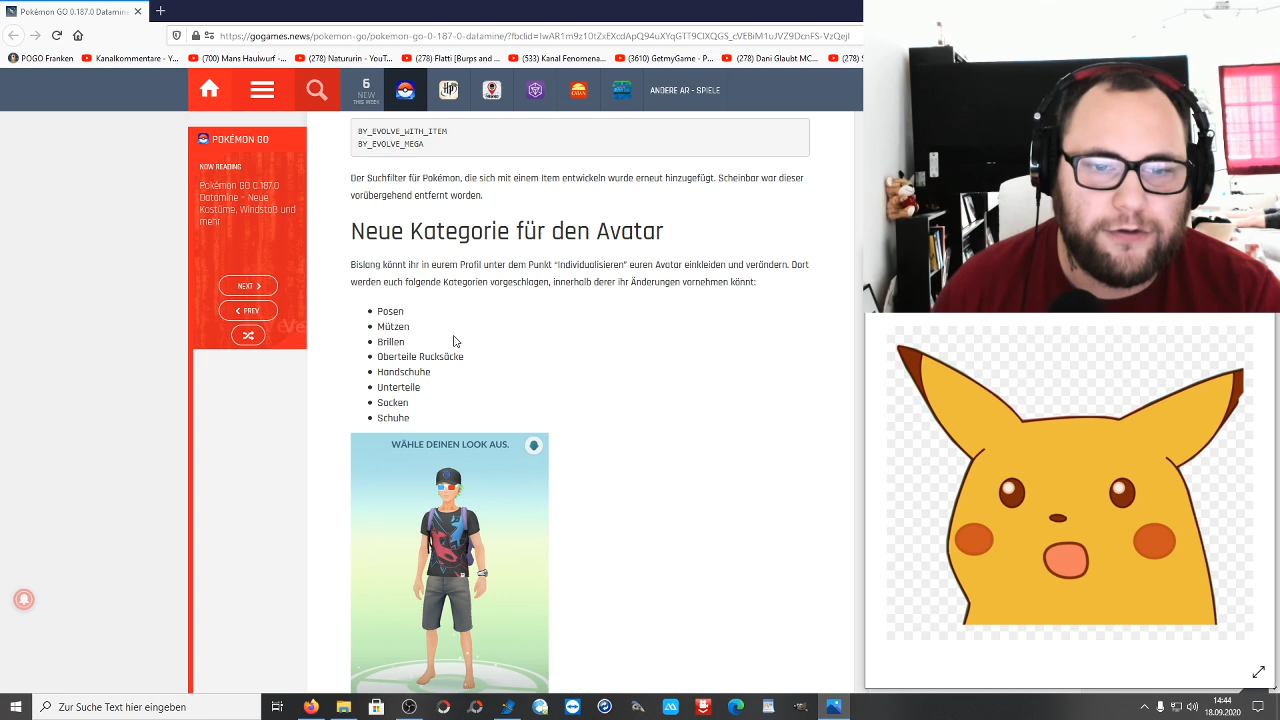 Pokémon GO 0.187.0 Datamine
https://gogames.news/pokemon-go/pokemon-go-0-187-0-datamine/?fbclid=
POGO Franken
Kanalkommentare - Y...
(700) Mans Haulwurf - ...
(278) Natururin - YouT...
(278) Flatti [Burps and ...
(533) Kanal Fenomena...
(3610) GetmyGame - P...
(278) Dani Glaubt MC...
(278)
6
NEW
THIS WEEK
ANDERE AR - SPIELE
POKÉMON GO
NOW READING
Pokémon GO 0.187.0
Datamine – Neue
Kostüme, Windstoß und
mehr
NEXT
PREV
BY_EVOLVE_WITH_ITEM
BY_EVOLVE_MEGA
Der Suchfilter für Pokémon, die sich mit einem Item entwickeln wurde erneut hinzugefügt. Scheinbar war dieser
vorrübergehend entfernt worden.
Neue Kategorie für den Avatar
Bislang könnt ihr in eurem Profil unter dem Punkt “Individualisieren” euren Avatar einkleiden und verändern. Dort
werden euch folgende Kategorien vorgeschlagen, innerhalb derer ihr Änderungen vornehmen könnt:
Posen
Mützen
Brillen
Oberteile Rucksäcke
Handschuhe
Unterteile
Socken
Schuhe
WÄHLE DEINEN LOOK AUS.
Zur Suche Text hier eingeben
14:44
18.09.2020